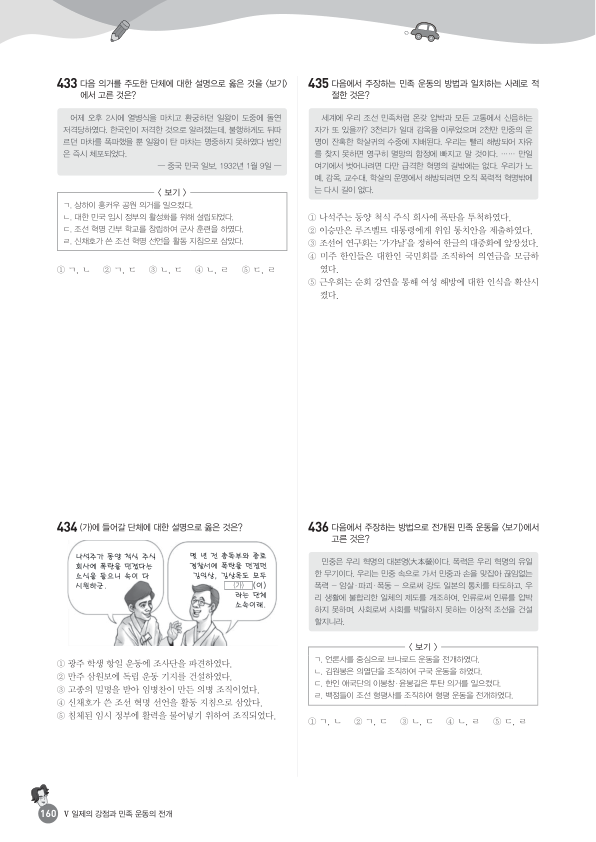 433 다음 의거를 주도한 단체에 대한 설명으로 옳은 것을 〈보기〉
에서 고른 것은?
어제 오후 2시에 열병식을 마치고 환궁하던 일왕이 도중에 돌연
저격당하였다. 한국인이 저격한 것으로 알려졌는데, 불행하게도 뒤따
르던 마차를 폭파했을 뿐 일왕이 탄 마차는 명중하지 못하였다. 범인
은 즉시 체포되었다.
― 중국 민국 일보, 1932년 1월 9일 ―
〈 보기 〉
ㄱ. 상하이 훙커우 공원 의거를 일으켰다.
ㄴ. 대한 민국 임시 정부의 활성화를 위해 설립되었다.
ㄷ. 조선 혁명 간부 학교를 창립하여 군사 훈련을 하였다.
ㄹ. 신채호가 쓴 조선 혁명 선언을 활동 지침으로 삼았다.
① ㄱ, ㄴ ② ㄱ, ㄷ ③ ㄴ, ㄷ ④ ㄴ, ㄹ ⑤ ㄷ, ㄹ
434 (가)에 들어갈 단체에 대한 설명으로 옳은 것은?
나석주가 동양 척식 주식
회사에 폭탄을 던졌다는
소식을 들으니 속이 다
시원하군.
몇 년 전 총독부와 종로
경찰서에 폭탄을 던졌던
김익상, 김상옥도 모두
(가) (이)
라는 단체
소속이래.
① 광주 학생 항일 운동에 조사단을 파견하였다.
② 만주 삼원보에 독립 운동 기지를 건설하였다.
③ 고종의 밀명을 받아 임병찬이 만든 의병 조직이었다.
④ 신채호가 쓴 조선 혁명 선언을 활동 지침으로 삼았다.
⑤ 침체된 임시 정부에 활력을 불어넣기 위하여 조직되었다.
435 다음에서 주장하는 민족 운동의 방법과 일치하는 사례로 적
절한 것은?
세계에 우리 조선 민족처럼 온갖 압박과 모든 고통에서 신음하는
자가 또 있을까? 3천리가 일대 감옥을 이루었으며 2천만 민중의 운
명이 잔혹한 학살귀의 수중에 지배된다. 우리는 빨리 해방되어 자유
를 찾지 못하면 영구히 멸망의 함정에 빠지고 말 것이다. …… 만일
여기에서 벗어나려면 다만 급격한 혁명의 길밖에는 없다. 우리가 노
예, 감옥, 교수대, 학살의 운명에서 해방되려면 오직 폭력적 혁명밖에
는 다시 길이 없다.
① 나석주는 동양 척식 주식 회사에 폭탄을 투척하였다.
② 이승만은 루즈벨트 대통령에게 위임 통치안을 제출하였다.
③ 조선어 연구회는 ‘가갸날’을 정하여 한글의 대중화에 앞장섰다.
④ 미주 한인들은 대한인 국민회를 조직하여 의연금을 모금하
였다.
⑤ 근우회는 순회 강연을 통해 여성 해방에 대한 인식을 확산시
켰다.
436 다음에서 주장하는 방법으로 전개된 민족 운동을 〈보기〉에서
고른 것은?
민중은 우리 혁명의 대본영(大本營)이다. 폭력은 우리 혁명의 유일
한 무기이다. 우리는 민중 속으로 가서 민중과 손을 맞잡아 끊임없는
폭력 - 암살·파괴·폭동 - 으로써 강도 일본의 통치를 타도하고, 우
리 생활에 불합리한 일체의 제도를 개조하여, 인류로써 인류를 압박
하지 못하며, 사회로써 사회를 박탈하지 못하는 이상적 조선을 건설
할지니라.
〈 보기 〉
ㄱ. 언론사를 중심으로 브나로드 운동을 전개하였다.
ㄴ. 김원봉은 의열단을 조직하여 구국 운동을 하였다.
ㄷ. 한인 애국단의 이봉창·윤봉길은 투탄 의거를 일으켰다.
ㄹ. 백정들이 조선 형평사를 조직하여 형평 운동을 전개하였다.
① ㄱ, ㄴ ② ㄱ, ㄷ ③ ㄴ, ㄷ ④ ㄴ, ㄹ ⑤ ㄷ, ㄹ
160 Ⅴ 일제의 강점과 민족 운동의 전개